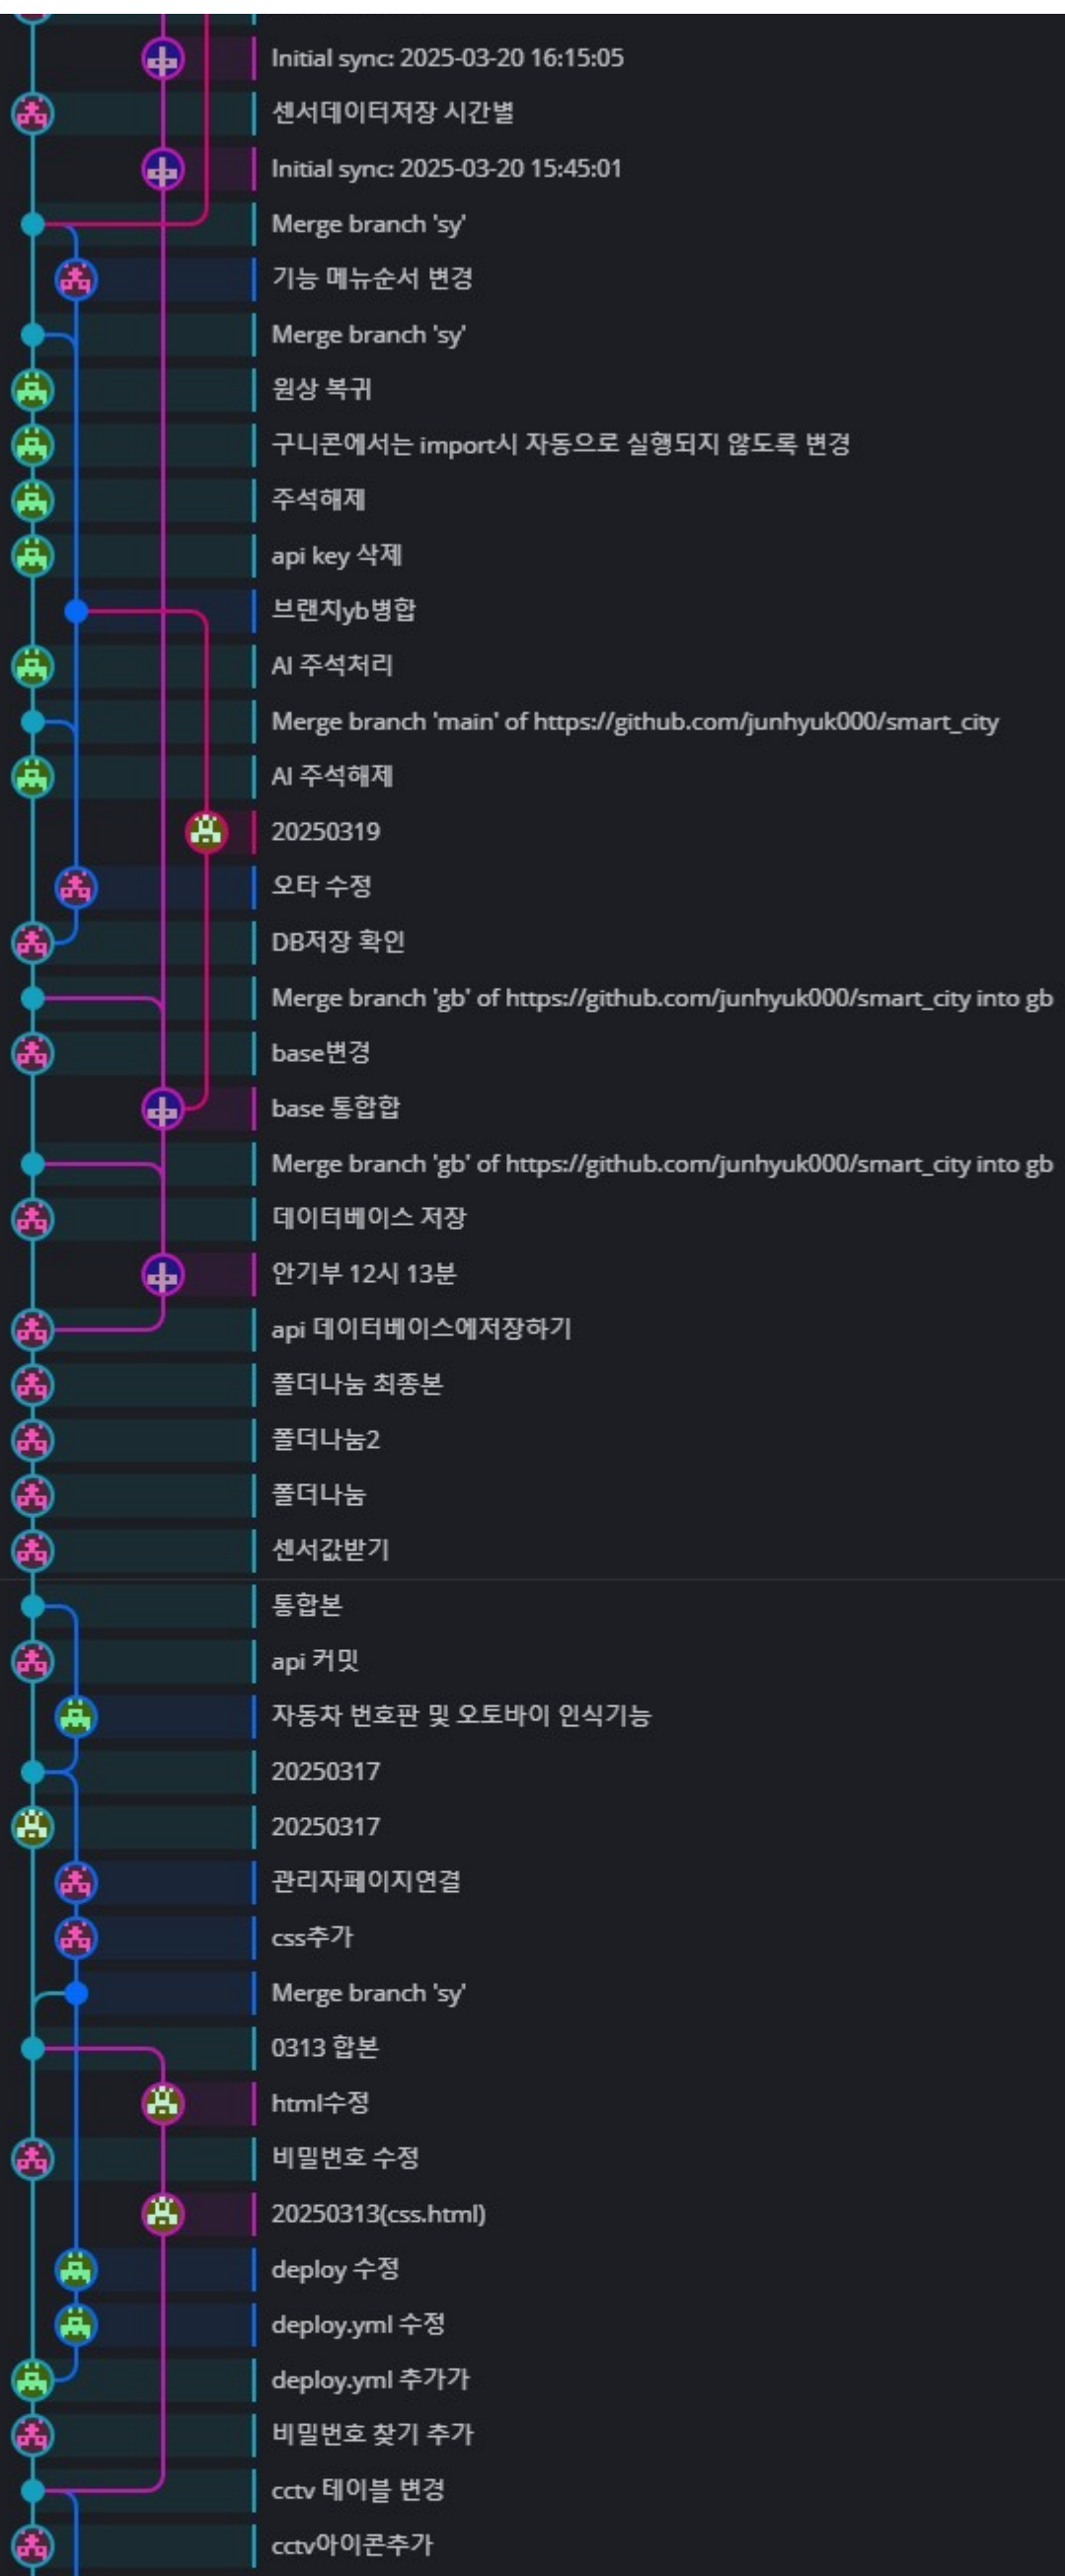 Initial sync: 2025-03-20 16:15:05
센서데이터저장 시간별
Initial sync: 2025-03-20 15:45:01
Merge branch 'sy'
기능 메뉴순서 변경
Merge branch 'sy'
원상 복귀
구니콘에서는 import시 자동으로 실행되지 않도록 변경
주석해제
api key 삭제
브랜치yb병합
AI 주석처리
Merge branch 'main' of https://github.com/junhyuk000/smart_city
AI 주석해제
20250319
오타 수정
DB저장 확인
Merge branch 'gb' of https://github.com/junhyuk000/smart_city into gb
base변경
base 통합합
Merge branch 'gb' of https://github.com/junhyuk000/smart_city into gb
데이터베이스 저장
안기부 12시 13분
api 데이터베이스에저장하기
폴더나눔 최종본
폴더나눔2
폴더나눔
센서값받기
통합본
api 커밋
자동차 번호판 및 오토바이 인식기능
20250317
20250317
관리자페이지연결
css추가
Merge branch 'sy'
0313 합본
html수정
비밀번호 수정
20250313(css.html)
deploy 수정
deploy.yml 수정
deploy.yml 추가가
비밀번호 찾기 추가
cctv 테이블 변경
cctv아이콘추가